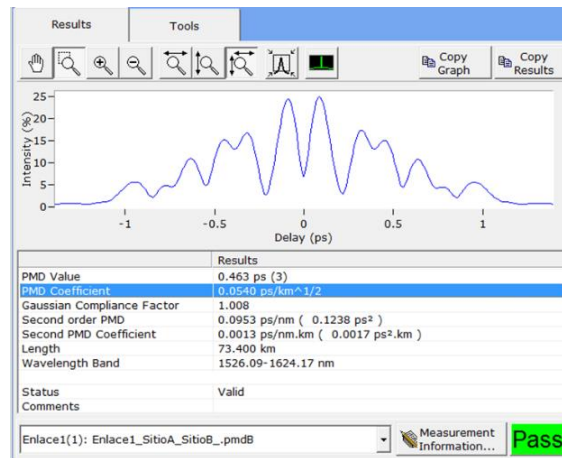 Results Tools
Copy Graph Copy Results
Intensity (%)
25
20
15
10
5
0
-1 -0.5 0 0.5 1
Delay (ps)
Results
PMD Value 0.463 ps (3)
PMD Coefficient 0.0540 ps/km^1/2
Gaussian Compliance Factor 1.008
Second order PMD 0.0953 ps/nm ( 0.1238 ps² )
Second PMD Coefficient 0.0013 ps/nm.km ( 0.0017 ps².km )
Length 73.400 km
Wavelength Band 1526.09-1624.17 nm
Status Valid
Comments
Enlace1(1): Enlace1_SitioA_SitioB_.pmdB Measurement Information... Pass